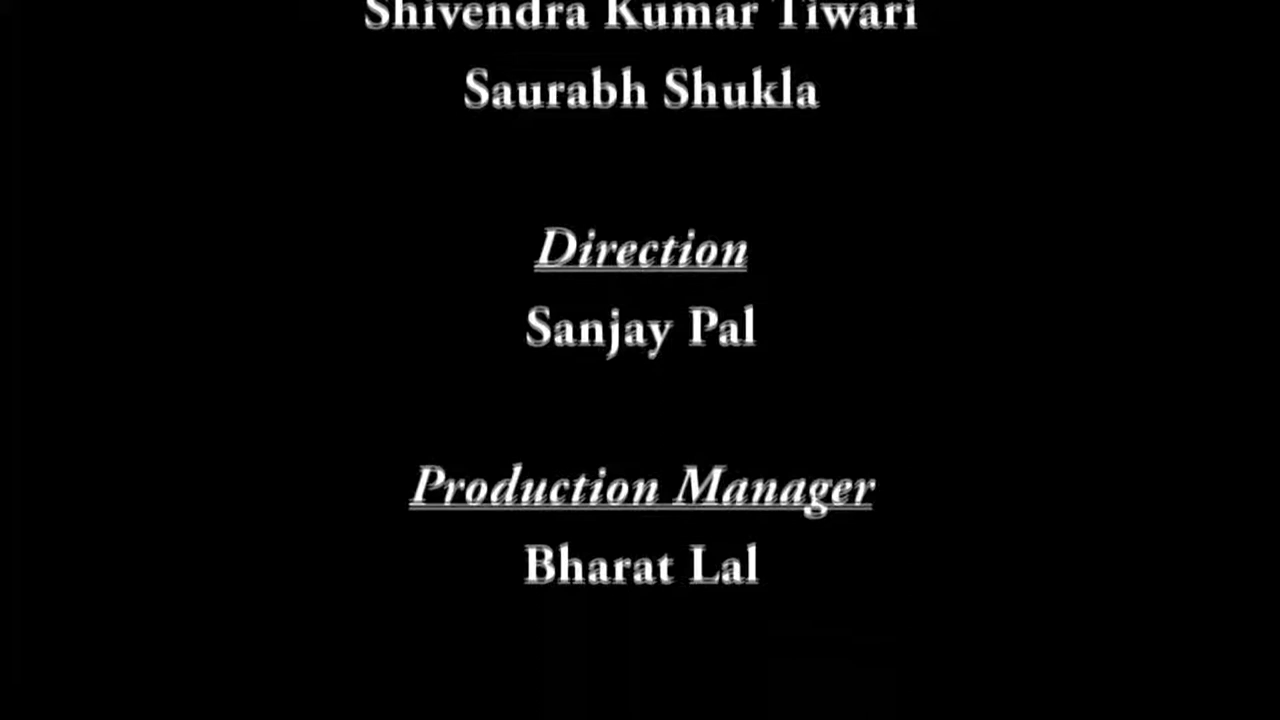 Shivendra Kumar Tiwari
Saurabh Shukla
Direction
Sanjay Pal
Production Manager
Bharat Lal